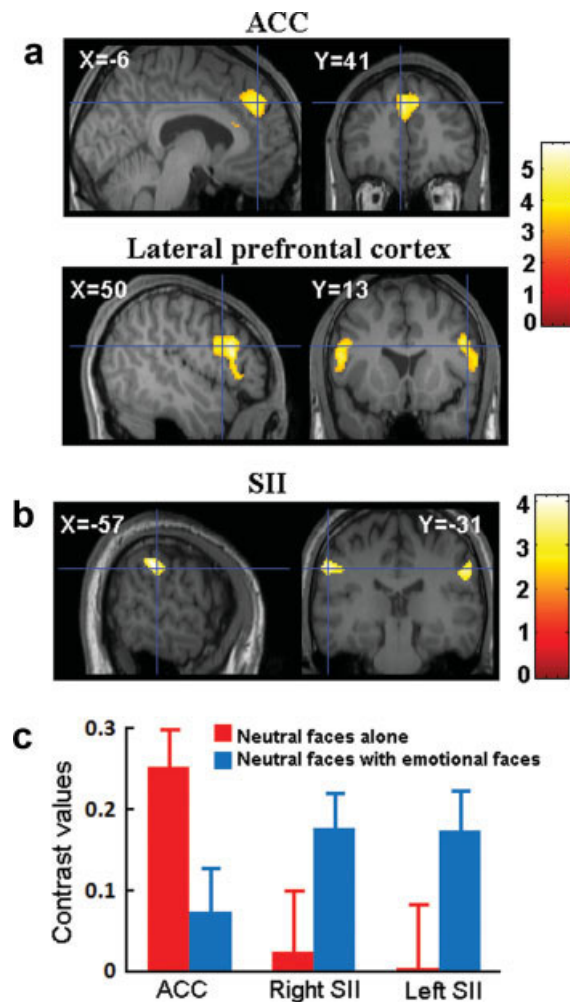 ACC
a
X=-6 Y=41
5
4
3
2
1
0
Lateral prefrontal cortex
X=50 Y=13
SII
b
X=-57 Y=-31
4
3
2
1
0
c
0.3
0.2
0.1
0
Contrast values
Neutral faces alone
Neutral faces with emotional faces
ACC Right SII Left SII